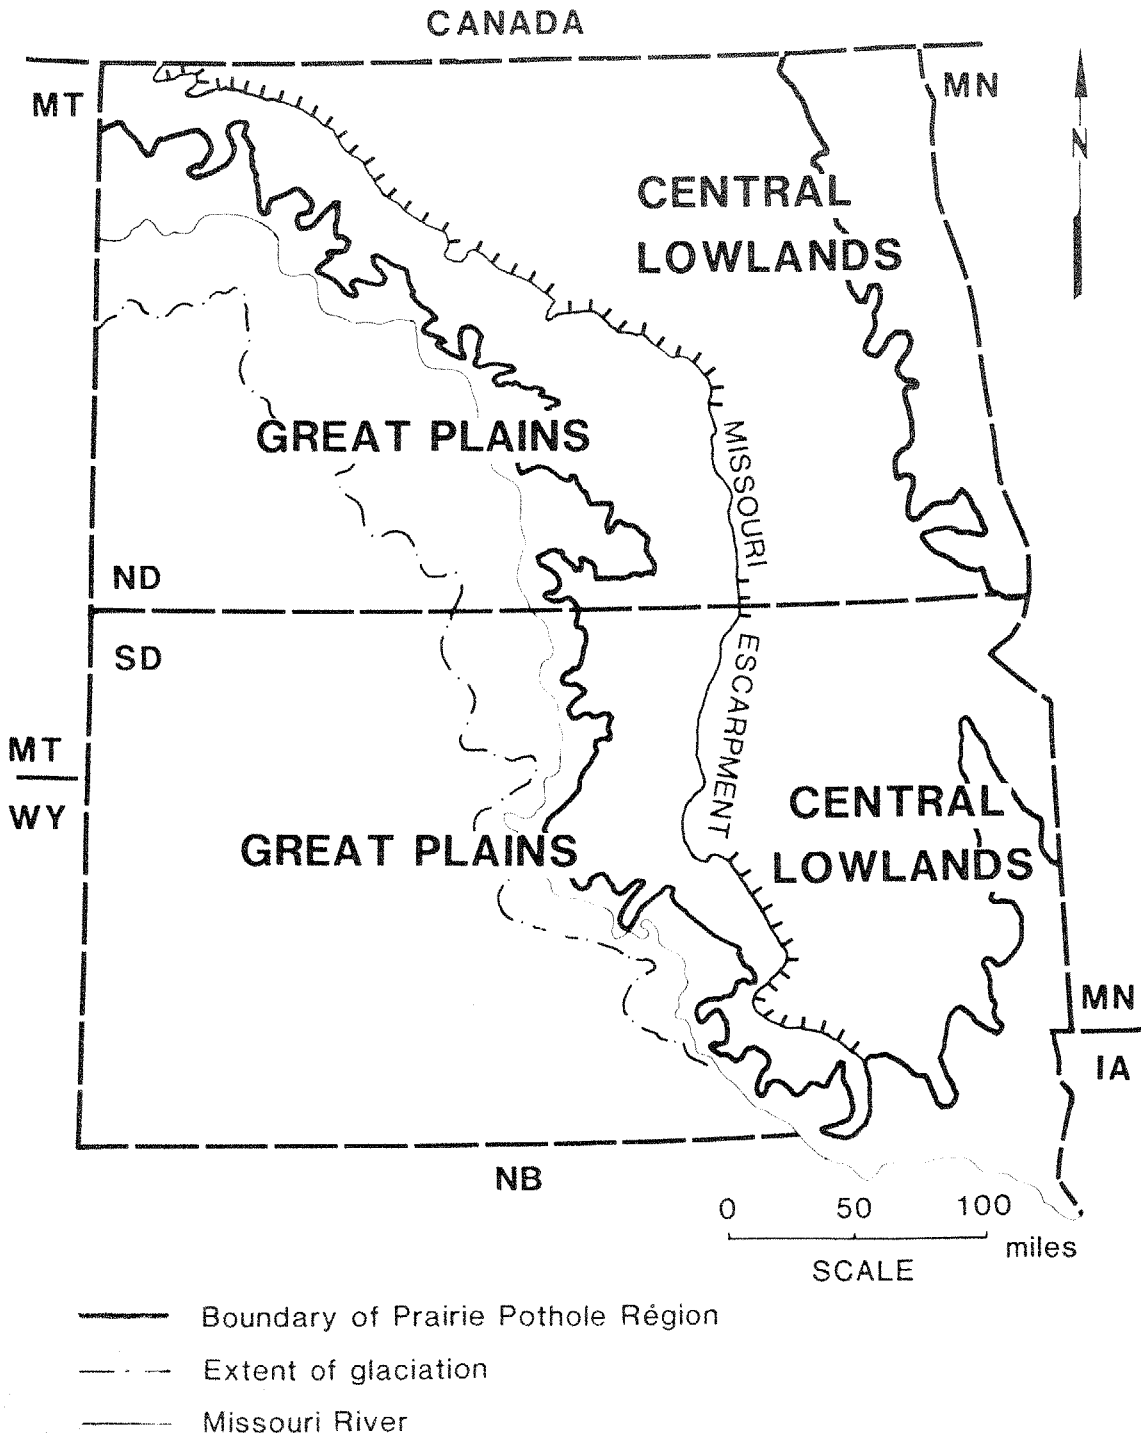 CANADA
MT
MN
N
CENTRAL
LOWLANDS
GREAT PLAINS
MISSOURI
ND
SD
ESCARPMENT
MT
WY
CENTRAL
LOWLANDS
GREAT PLAINS
MN
IA
NB
0 50 100
miles
SCALE
Boundary of Prairie Pothole Région
Extent of glaciation
Missouri River